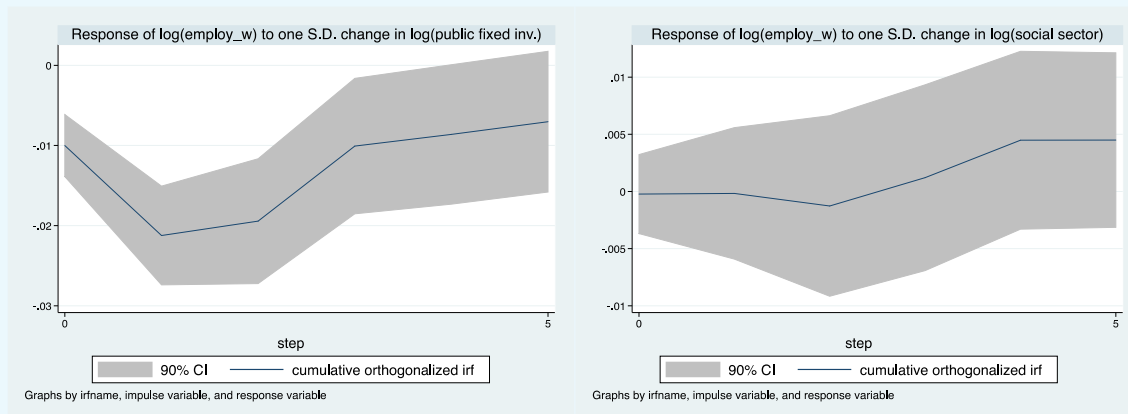 Response of log(employ_w) to one S.D. change in log(public fixed inv.)
0
-.01
-.02
-.03
0
5
step
90% CI
cumulative orthogonalized irf
Graphs by irfname, impulse variable, and response variable
Response of log(employ_w) to one S.D. change in log(social sector)
.01
.005
0
-.005
-.01
0
5
step
90% CI
cumulative orthogonalized irf
Graphs by irfname, impulse variable, and response variable